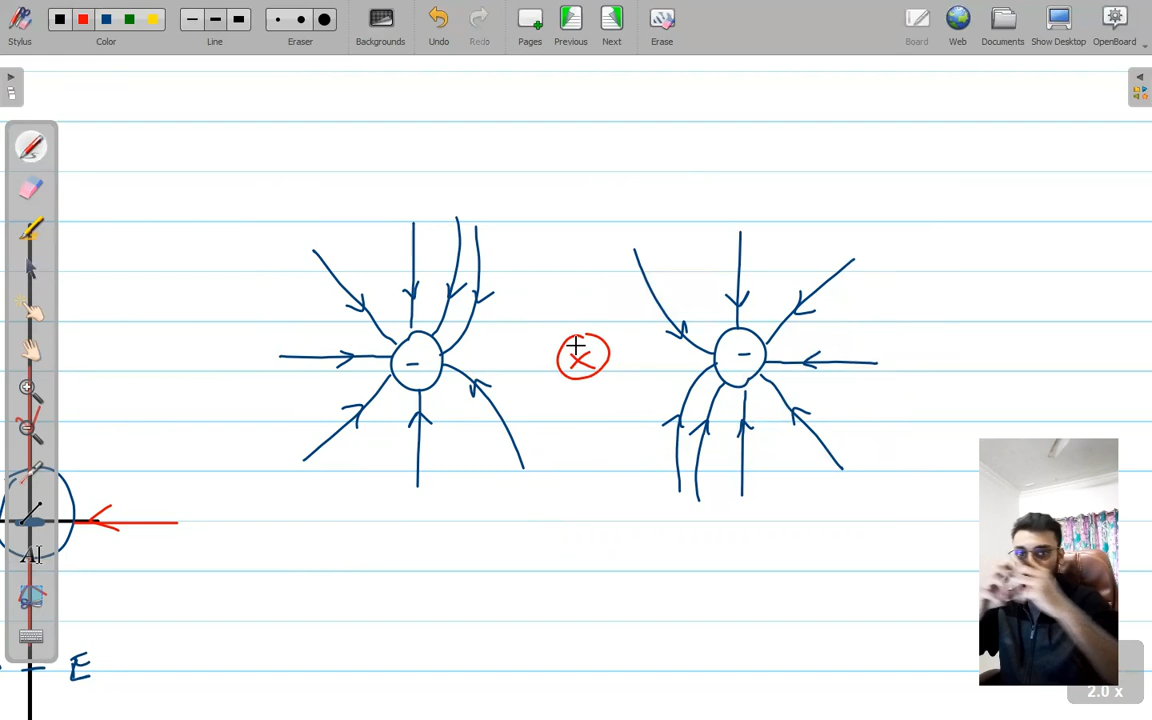 Stylus Color Line Eraser Backgrounds Undo Redo Pages Previous Next Erase Board Web Documents Show Desktop OpenBoard
-
-
x
AI
E
2.0 x